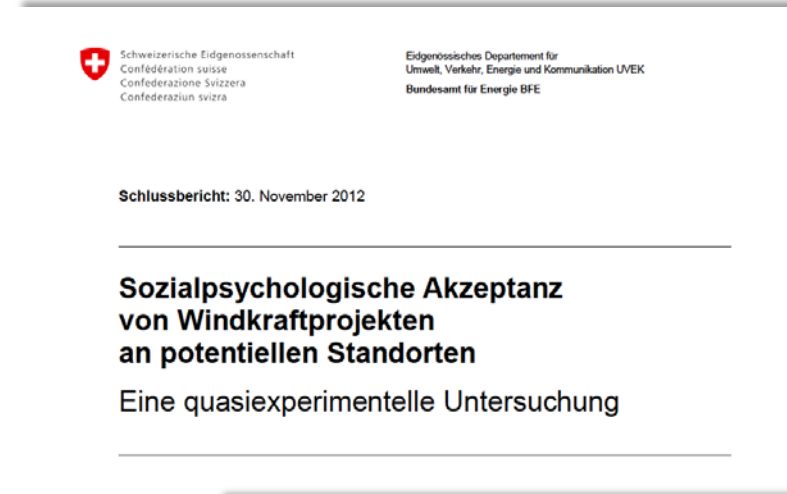 Schweizerische Eidgenossenschaft
Confédération suisse
Confederazione Svizzera
Confederaziun svizra
Eidgenössisches Departement für
Umwelt, Verkehr, Energie und Kommunikation UVEK
Bundesamt für Energie BFE
Schlussbericht: 30. November 2012
Sozialpsychologische Akzeptanz
von Windkraftprojekten
an potentiellen Standorten
Eine quasiexperimentelle Untersuchung